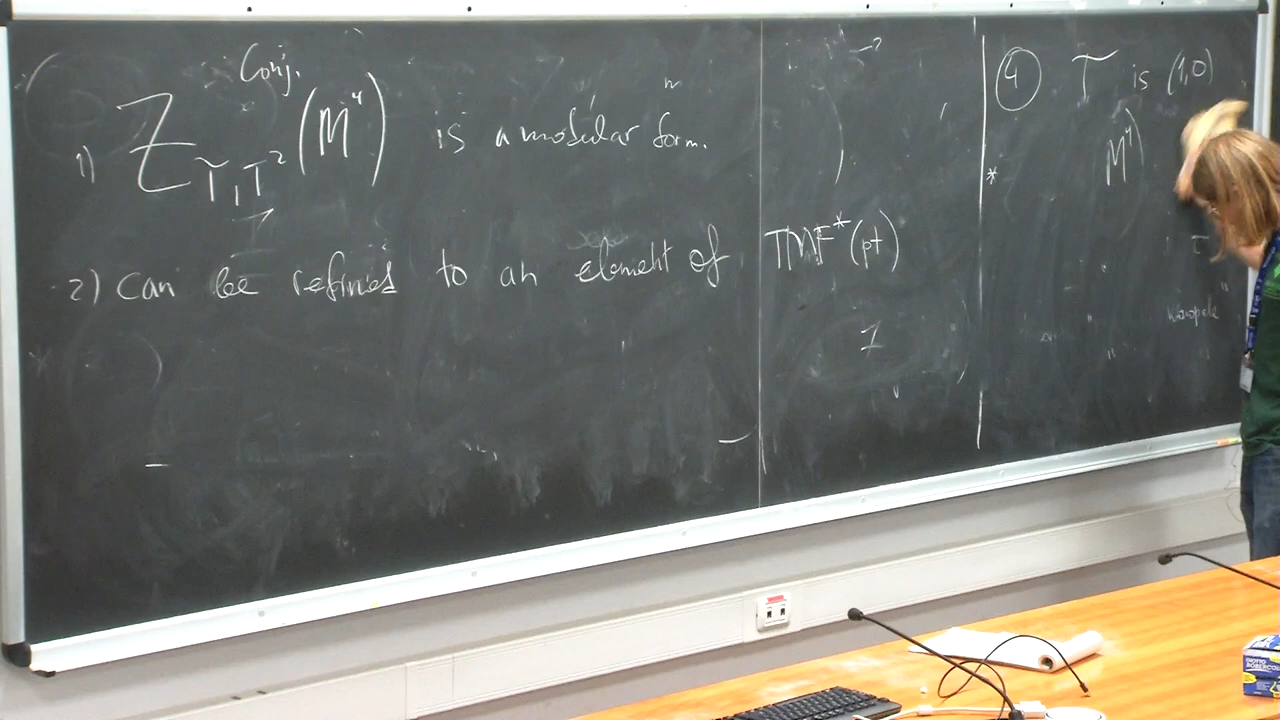 Conj.
1) Z_{T̃, T²} (M⁴) is a modular form.
2) can be refined to an element of TMF*(pt)
1
④ T is (1,0)
M⁴)
*